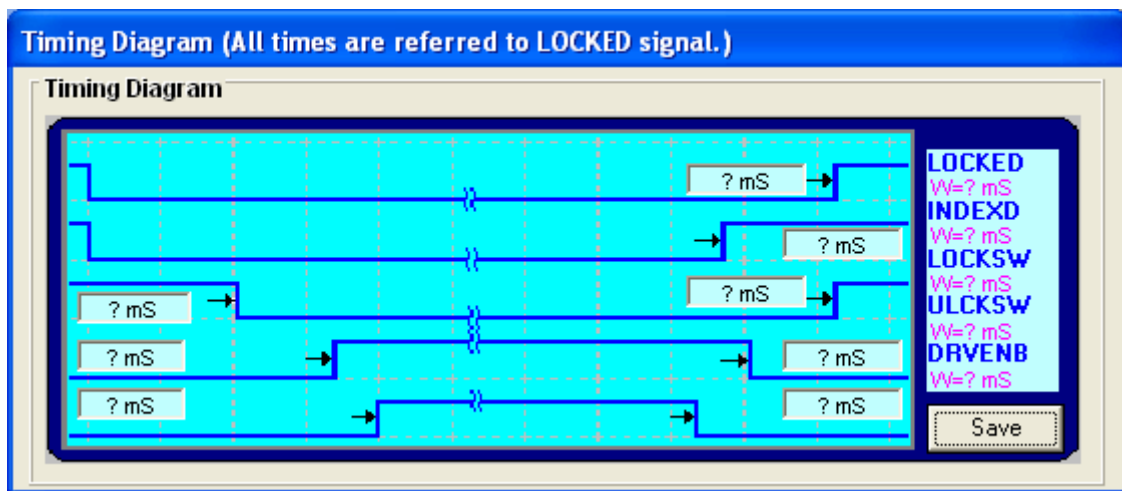 Timing Diagram (All times are referred to LOCKED signal.)
Timing Diagram
? mS
? mS
? mS
? mS
? mS
? mS
? mS
? mS
LOCKED
W=? mS
INDEXD
W=? mS
LOCKSW
W=? mS
ULCKSW
W=? mS
DRVENB
W=? mS
Save